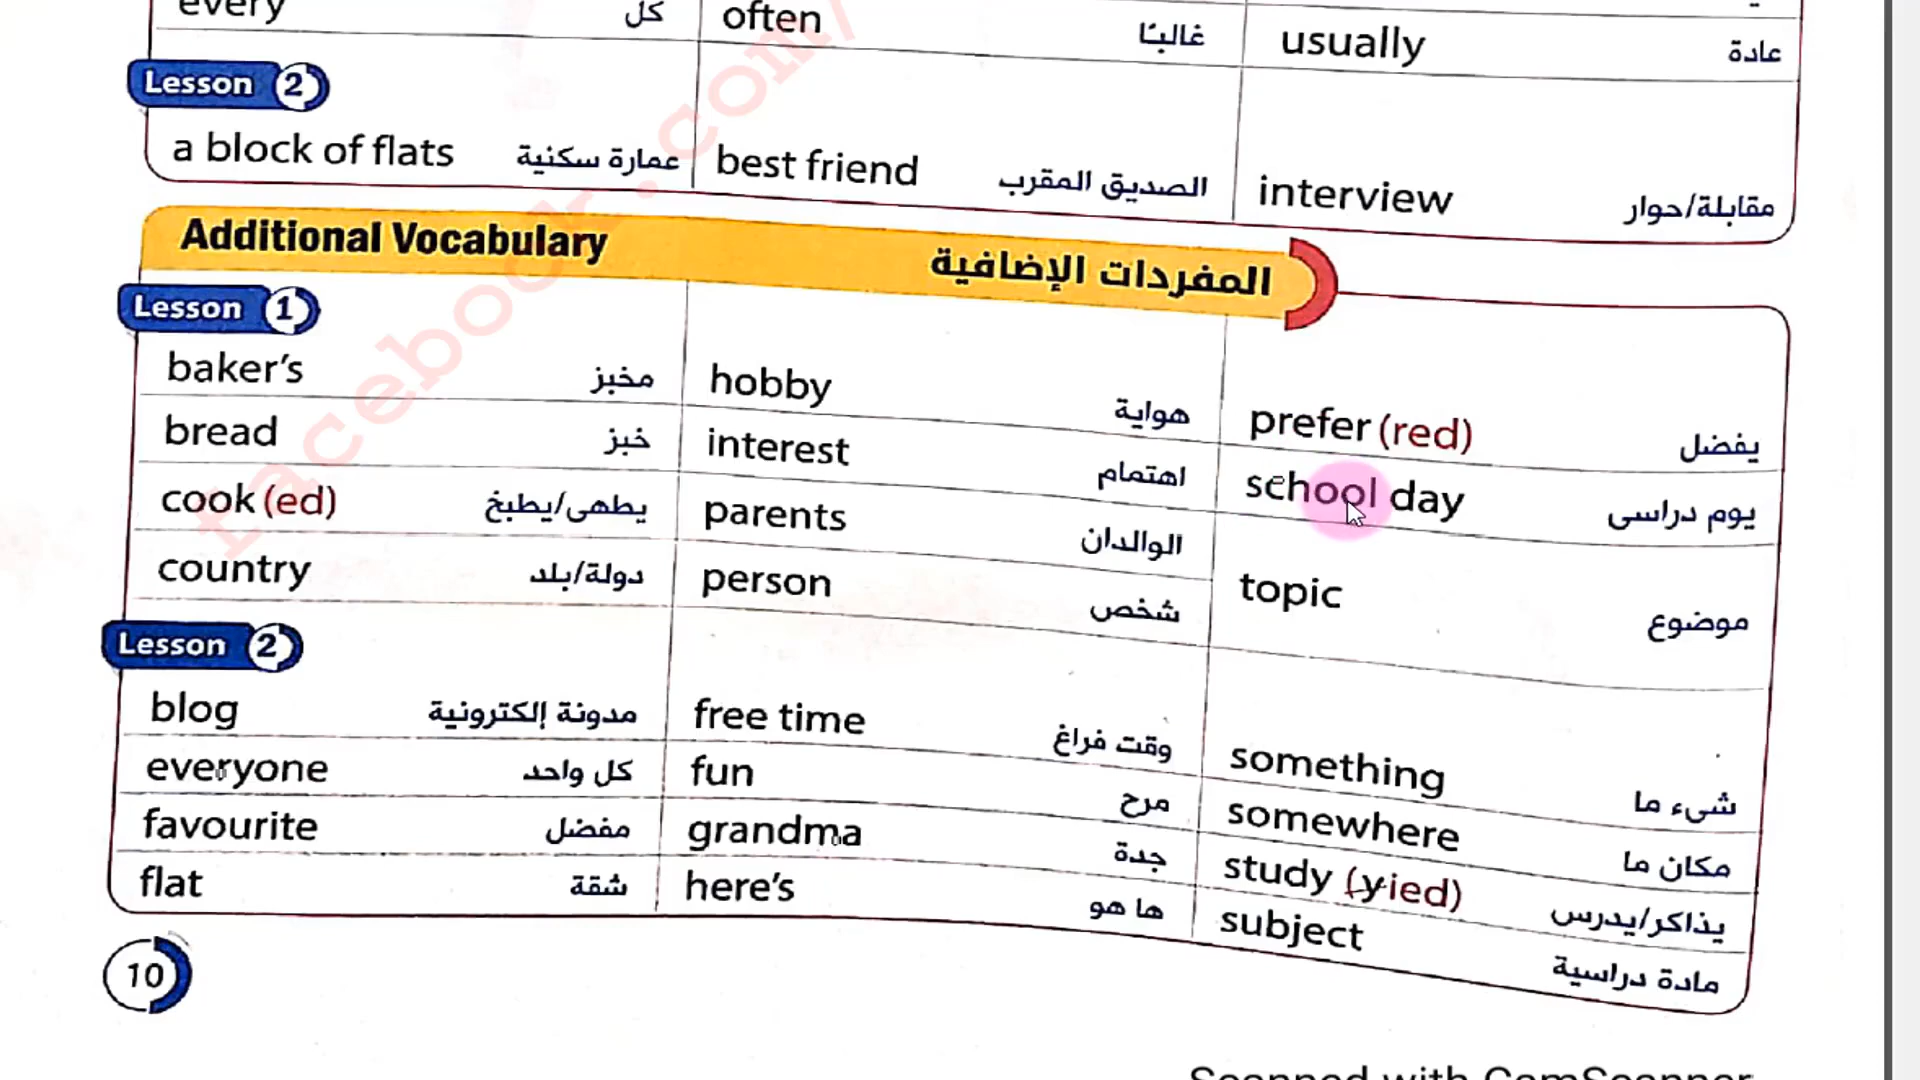 every كل often غالبًا usually عادة
Lesson 2
a block of flats عمارة سكنية best friend الصديق المقرب interview مقابلة/حوار
Additional Vocabulary المفردات الإضافية
Lesson 1
baker's مخبز hobby هواية prefer (red) يفضل
bread خبز interest اهتمام school day يوم دراسى
cook (ed) يطهى/يطبخ parents الوالدان topic موضوع
country دولة/بلد person شخص
Lesson 2
blog مدونة إلكترونية free time وقت فراغ something شىء ما
everyone كل واحد fun مرح somewhere مكان ما
favourite مفضل grandma جدة study (y ied) يذاكر/يدرس
flat شقة here's ها هو subject مادة دراسية
10
Scanned with CamScanner
facebook.com/